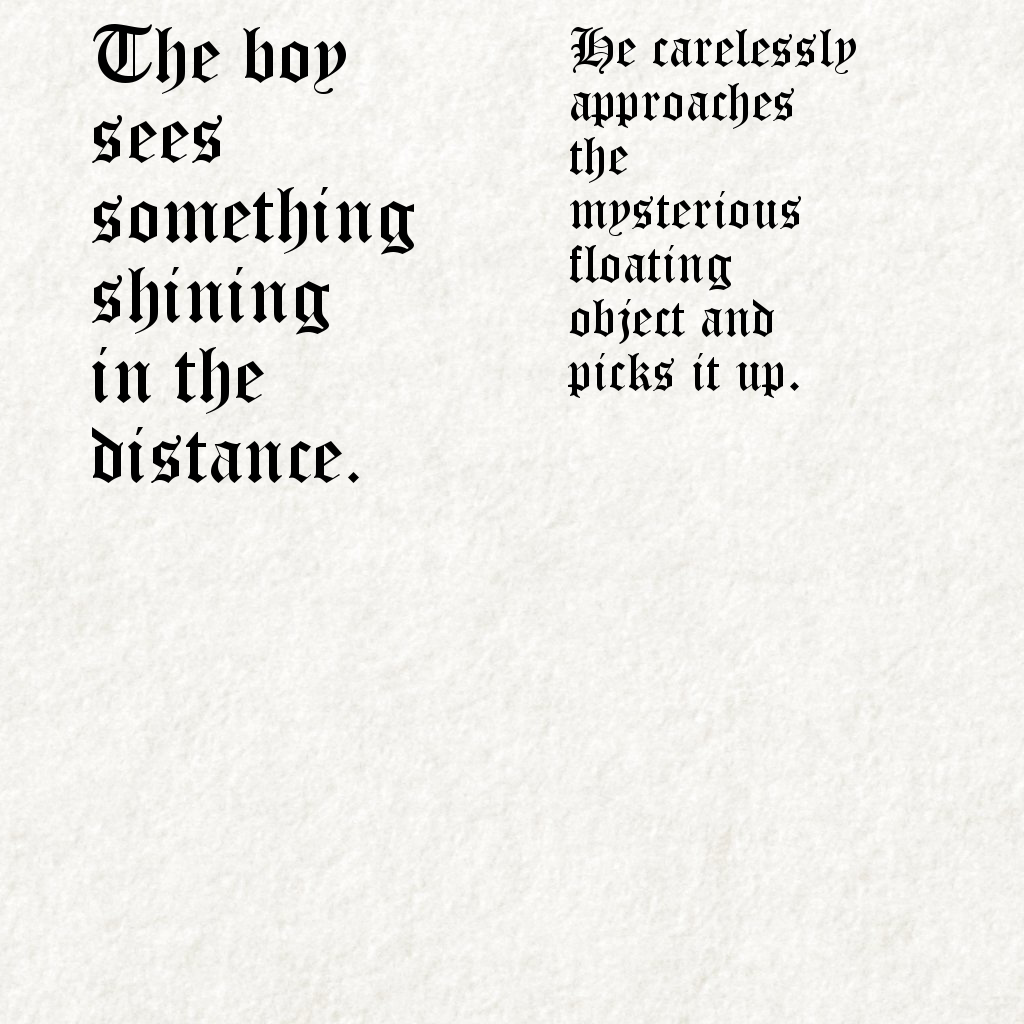 The boy
sees
something
shining
in the
distance.
He carelessly
approaches
the
mysterious
floating
object and
picks it up.